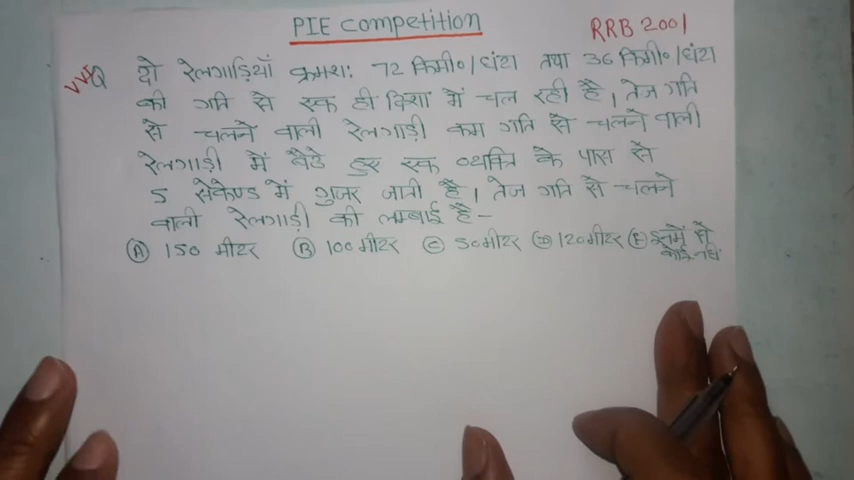 PIE Competition
RRB 2001
VVI Q दो रेलगाड़ियाँ क्रमशः 72 किमी०/घंटा तथा 36 किमी०/घंटा
की गति से एक ही दिशा में चल रही है। तेज गति
से चलने वाली रेलगाड़ी कम गति से चलने वाली
रेलगाड़ी में बैठे हुए एक व्यक्ति के पास से
5 सेकेण्ड में गुजर जाती है। तेज गति से चलने
वाली रेलगाड़ी की लम्बाई है-
Ⓐ 150 मीटर Ⓑ 100 मीटर Ⓒ 50 मीटर Ⓓ 120 मीटर Ⓔ इनमें से
कोई नहीं